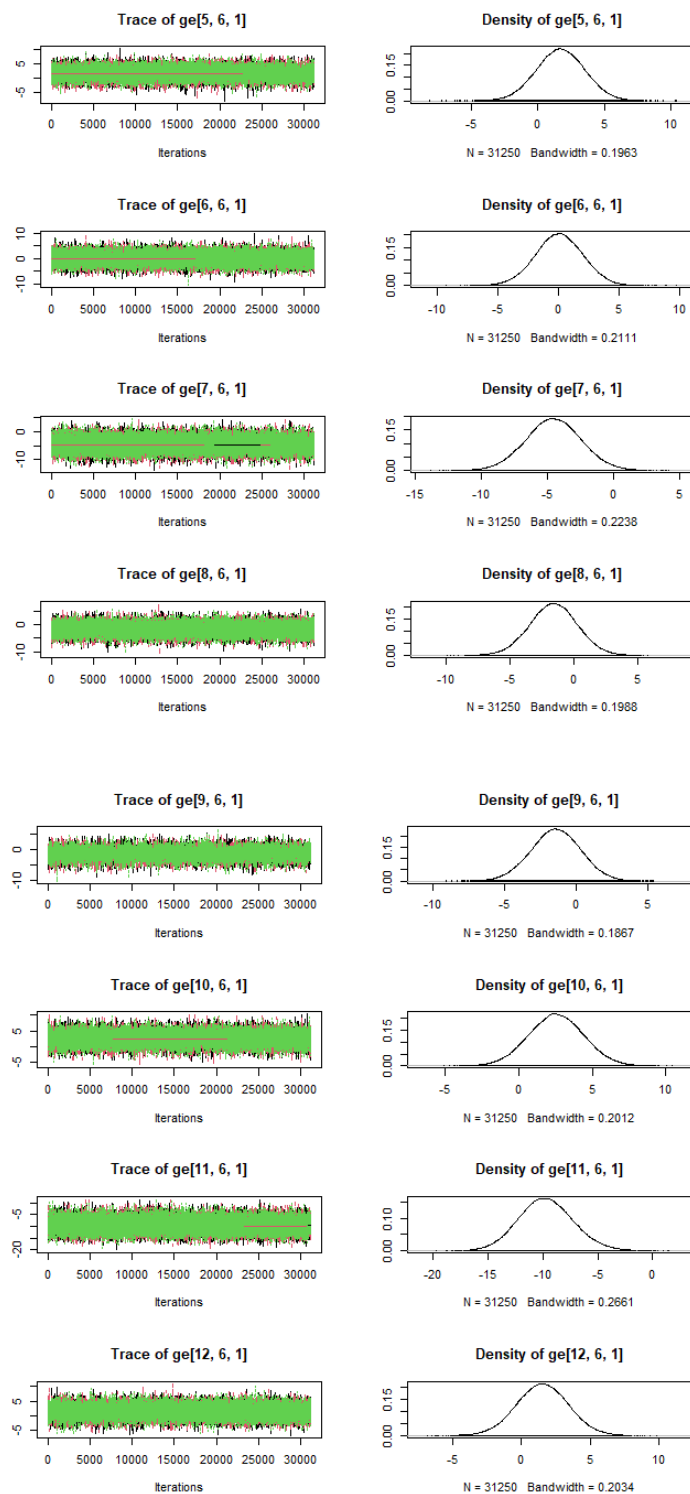 Trace of ge[5, 6, 1]
Density of ge[5, 6, 1]
5
-5
0 5000 10000 15000 20000 25000 30000
Iterations
0.15
0.00
-5 0 5 10
N = 31250 Bandwidth = 0.1963
Trace of ge[6, 6, 1]
Density of ge[6, 6, 1]
10
0
-10
0 5000 10000 15000 20000 25000 30000
Iterations
0.15
0.00
-10 -5 0 5 10
N = 31250 Bandwidth = 0.2111
Trace of ge[7, 6, 1]
Density of ge[7, 6, 1]
0
-10
0 5000 10000 15000 20000 25000 30000
Iterations
0.15
0.00
-15 -10 -5 0 5
N = 31250 Bandwidth = 0.2238
Trace of ge[8, 6, 1]
Density of ge[8, 6, 1]
0
-10
0 5000 10000 15000 20000 25000 30000
Iterations
0.15
0.00
-10 -5 0 5
N = 31250 Bandwidth = 0.1988
Trace of ge[9, 6, 1]
Density of ge[9, 6, 1]
0
-10
0 5000 10000 15000 20000 25000 30000
Iterations
0.15
0.00
-10 -5 0 5
N = 31250 Bandwidth = 0.1867
Trace of ge[10, 6, 1]
Density of ge[10, 6, 1]
5
-5
0 5000 10000 15000 20000 25000 30000
Iterations
0.15
0.00
-5 0 5 10
N = 31250 Bandwidth = 0.2012
Trace of ge[11, 6, 1]
Density of ge[11, 6, 1]
-5
-20
0 5000 10000 15000 20000 25000 30000
Iterations
0.10
0.00
-20 -15 -10 -5 0
N = 31250 Bandwidth = 0.2661
Trace of ge[12, 6, 1]
Density of ge[12, 6, 1]
5
-5
0 5000 10000 15000 20000 25000 30000
Iterations
0.15
0.00
-5 0 5 10
N = 31250 Bandwidth = 0.2034